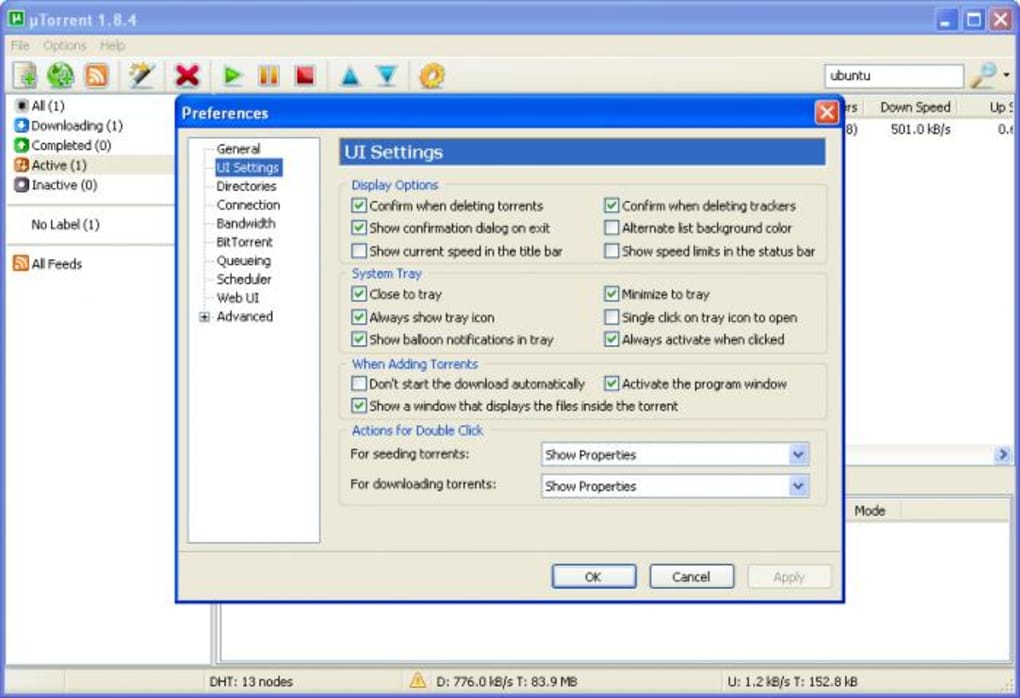 µTorrent 1.8.4
File Options Help
ubuntu
All (1)
Downloading (1)
Completed (0)
Active (1)
Inactive (0)
No Label (1)
All Feeds
Down Speed
8) 501.0 kB/s
Preferences
General
UI Settings
Directories
Connection
Bandwidth
BitTorrent
Queueing
Scheduler
Web UI
Advanced
UI Settings
Display Options
Confirm when deleting torrents Confirm when deleting trackers
Show confirmation dialog on exit Alternate list background color
Show current speed in the title bar Show speed limits in the status bar
System Tray
Close to tray Minimize to tray
Always show tray icon Single click on tray icon to open
Show balloon notifications in tray Always activate when clicked
When Adding Torrents
Don't start the download automatically Activate the program window
Show a window that displays the files inside the torrent
Actions for Double Click
For seeding torrents: Show Properties
For downloading torrents: Show Properties
OK Cancel Apply
Mode
DHT: 13 nodes D: 776.0 kB/s T: 83.9 MB U: 1.2 kB/s T: 152.8 kB